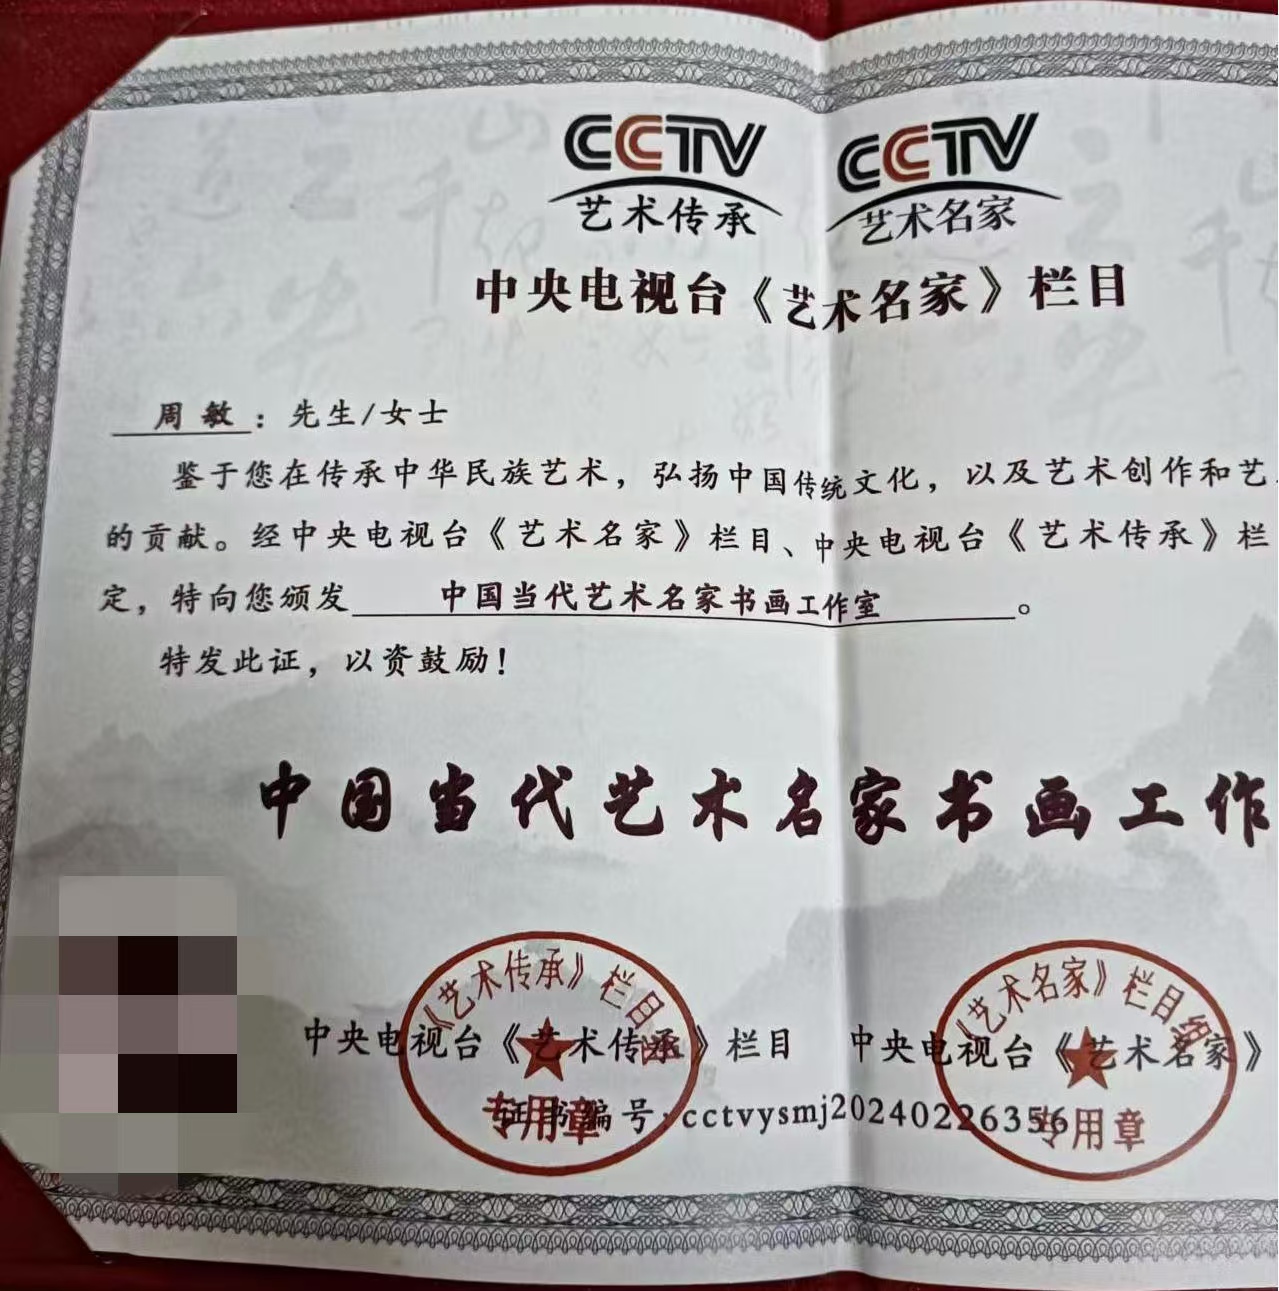 CCTV CCTV
艺术传承 艺术名家
中央电视台《艺术名家》栏目
周敏：先生/女士
鉴于您在传承中华民族艺术，弘扬中国传统文化，以及艺术创作和艺
的贡献。经中央电视台《艺术名家》栏目、中央电视台《艺术传承》栏
定，特向您颁发 中国当代艺术名家书画工作室。
特发此证，以资鼓励！
中国当代艺术名家书画工作
《艺术传承》栏目
《艺术名家》栏目组
中央电视台《艺术传承》栏目 中央电视台《艺术名家》
证书编号：cctvysmj20240226356
专用章
专用章